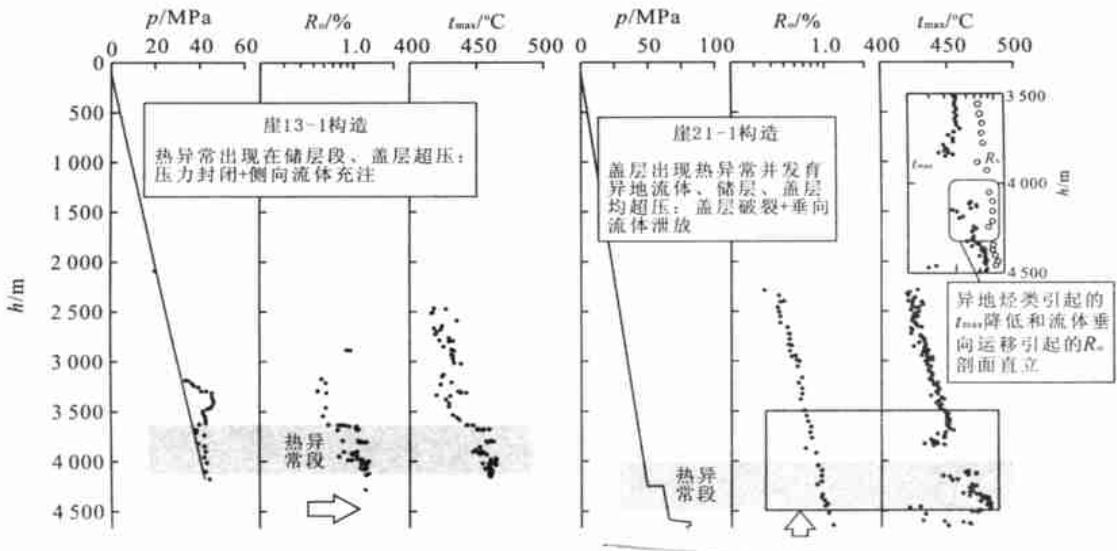 p/MPa
Ro/%
tmax/°C
p/MPa
Ro/%
tmax/°C
0 20 40 60
1.0
400 450 500
0 50 100
1.0
400 450 500
0
500
1 000
1 500
2 000
2 500
3 000
3 500
4 000
4 500
h/m
崖13-1构造
热异常出现在储层段、盖层超压：
压力封闭+侧向流体充注
热异
常段
崖21-1构造
盖层出现热异常并发育
异地流体、储层、盖层
均超压：盖层破裂+垂向
流体泄放
热异
常段
3 500
4 000
4 500
h/m
tmax
Ro
异地烃类引起的
tmax降低和流体垂
向运移引起的Ro
剖面直立